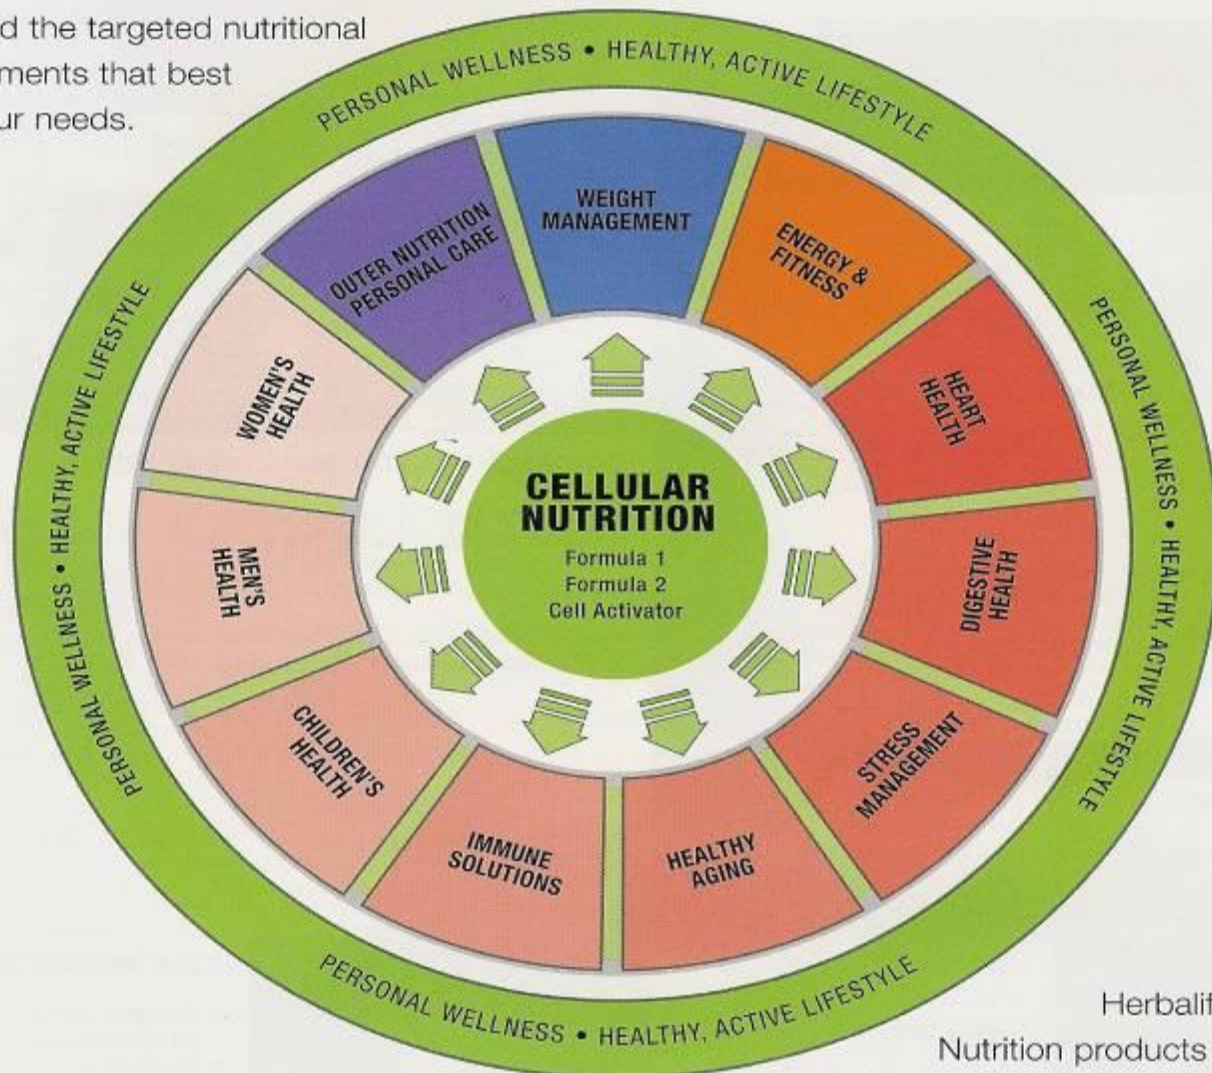 the targeted nutritional
that best
needs.
PERSONAL WELLNESS • HEALTHY, ACTIVE LIFESTYLE
WEIGHT
MANAGEMENT
ENERGY &
FITNESS
HEART
HEALTH
DIGESTIVE
HEALTH
STRESS
MANAGEMENT
HEALTHY
AGING
IMMUNE
SOLUTIONS
CHILDREN'S
HEALTH
MEN'S
HEALTH
WOMEN'S
HEALTH
OUTER NUTRITION
PERSONAL CARE
CELLULAR
NUTRITION
Formula 1
Formula 2
Cell Activator
PERSONAL WELLNESS • HEALTHY, ACTIVE LIFESTYLE
PERSONAL WELLNESS • HEALTHY, ACTIVE LIFESTYLE
PERSONAL WELLNESS • HEALTHY, ACTIVE LIFESTYLE
Nutrition products